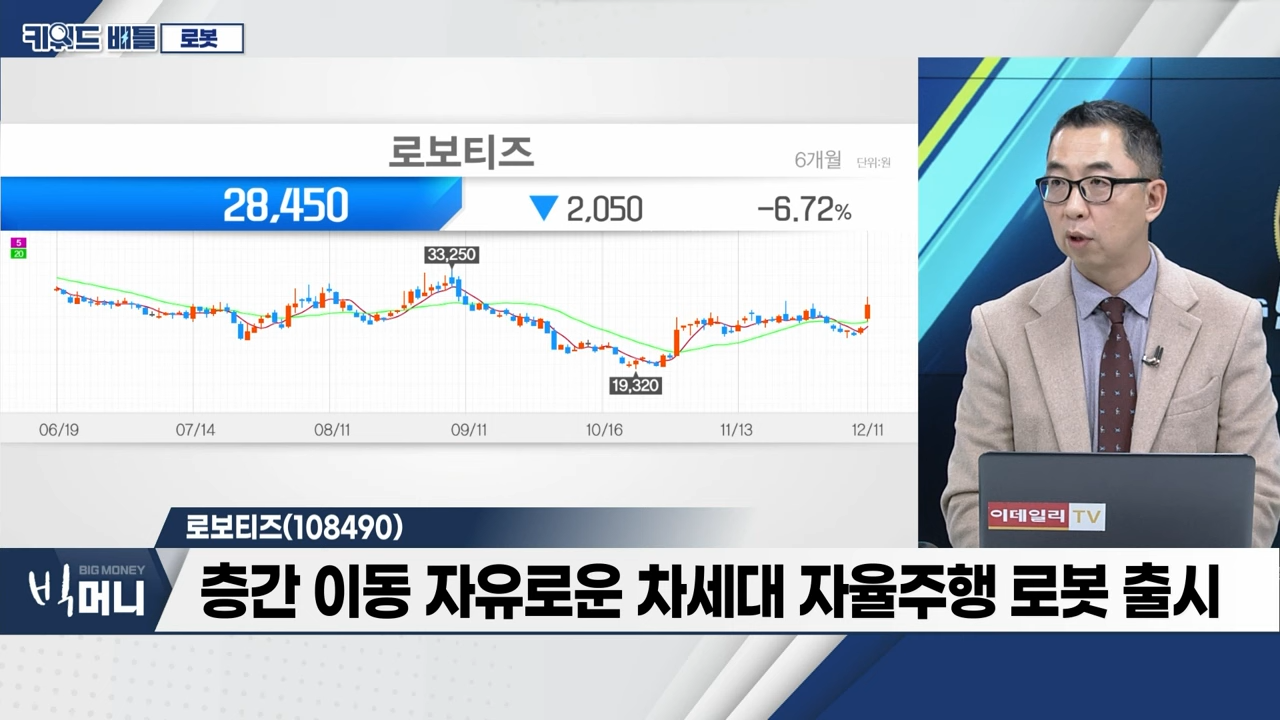 키워드 배틀 로봇
로보티즈
6개월 단위:원
28,450 ▼ 2,050 -6.72%
5
20
33,250
19,320
06/19 07/14 08/11 09/11 10/16 11/13 12/11
이데일리 TV
로보티즈(108490)
BIG MONEY
빅머니
층간 이동 자유로운 차세대 자율주행 로봇 출시